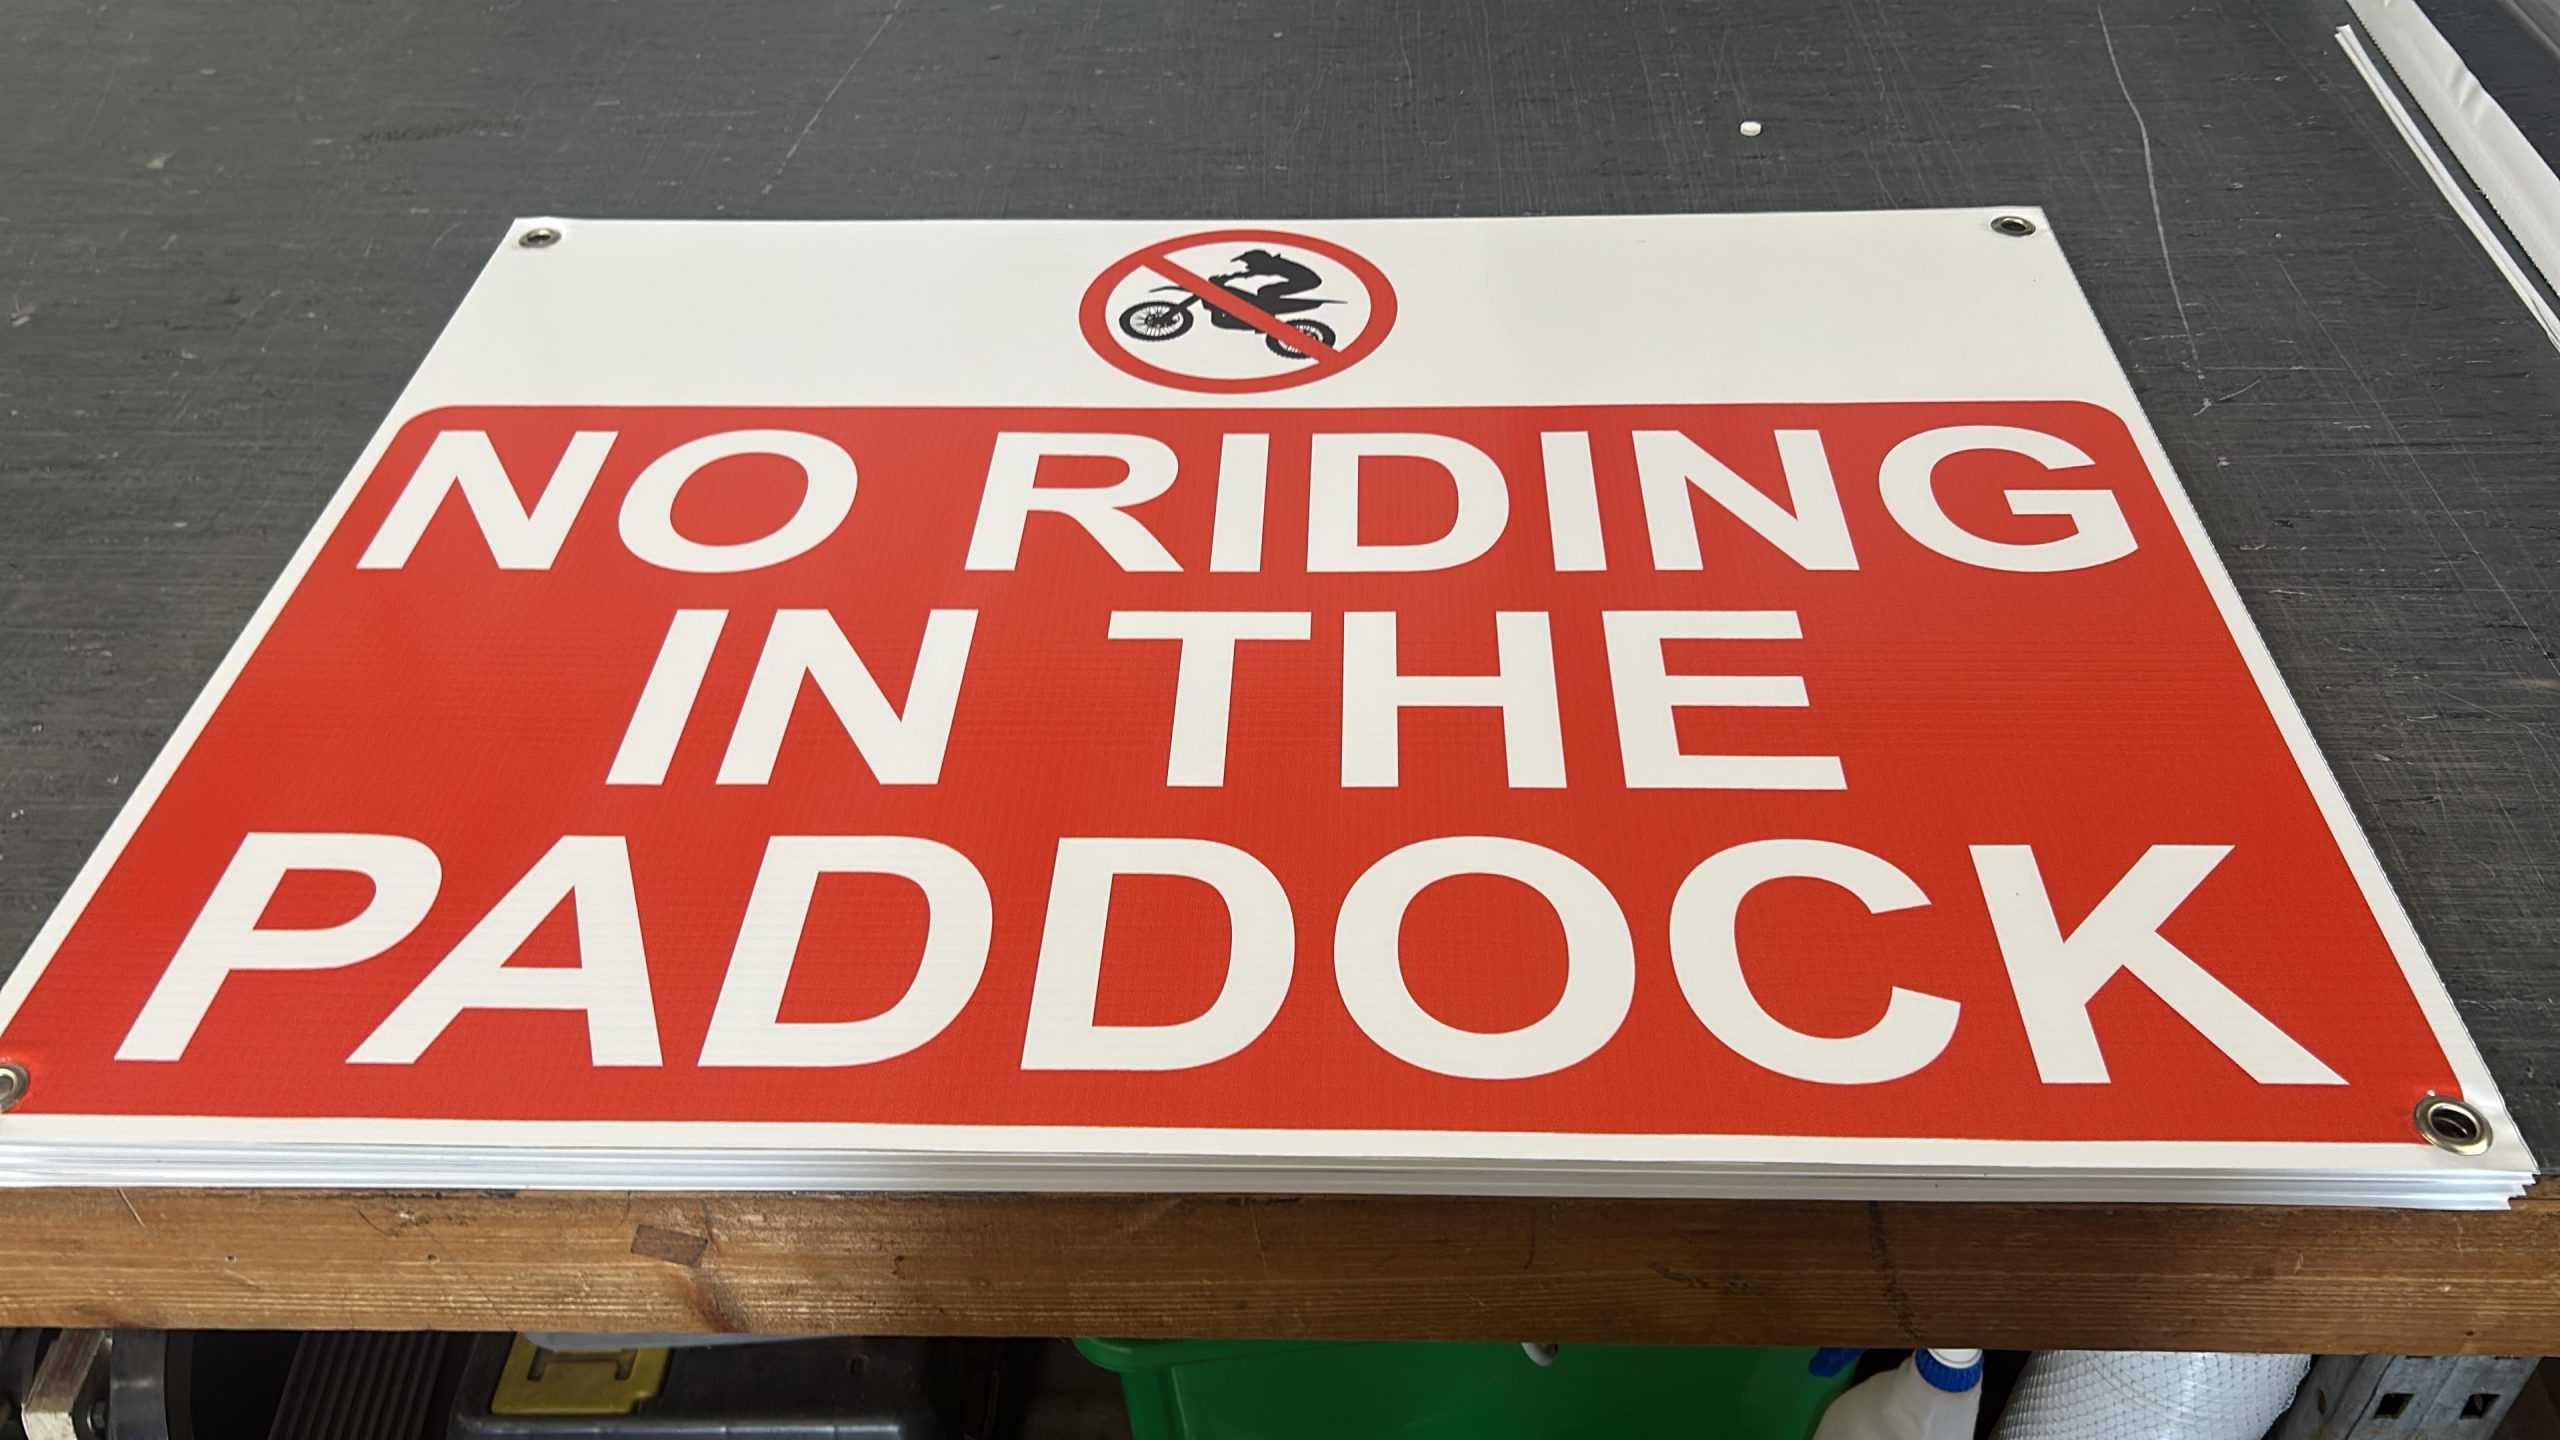 NO RIDING
IN THE
PADDOCK